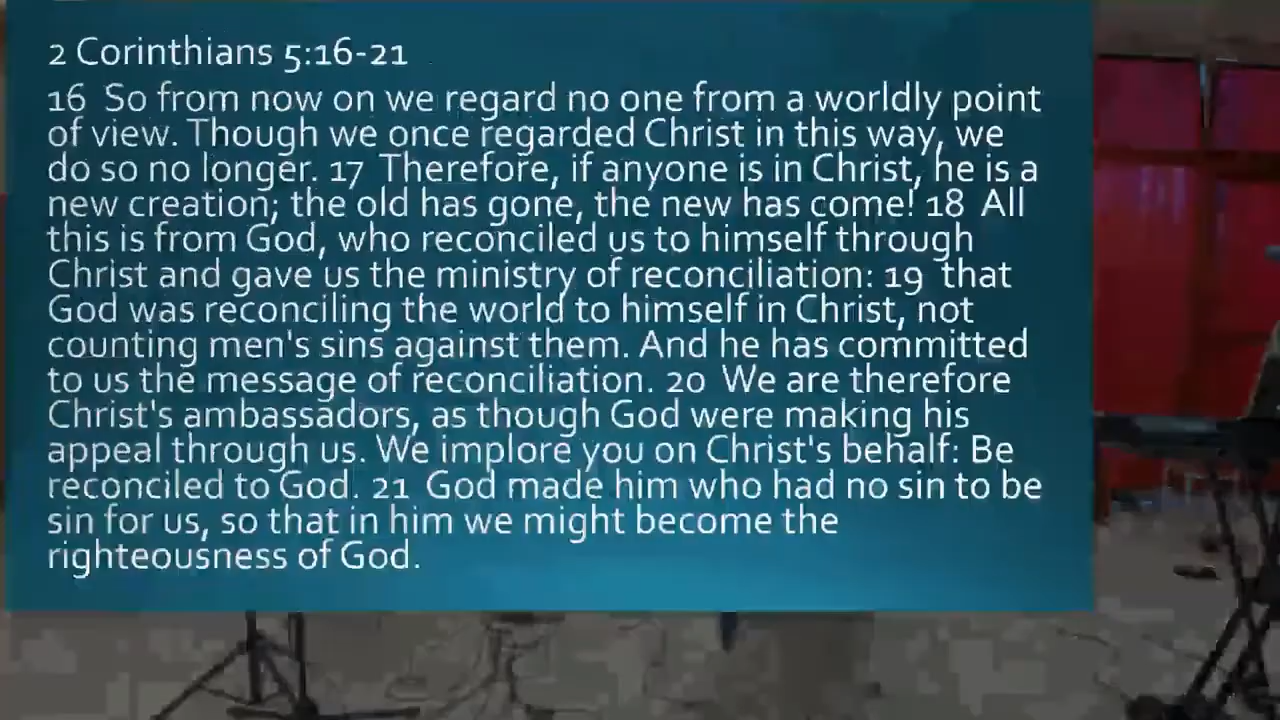 2 Corinthians 5:16-21
16 So from now on we regard no one from a worldly point
of view. Though we once regarded Christ in this way, we
do so no longer. 17 Therefore, if anyone is in Christ, he is a
new creation; the old has gone, the new has come! 18 All
this is from God, who reconciled us to himself through
Christ and gave us the ministry of reconciliation: 19 that
God was reconciling the world to himself in Christ, not
counting men's sins against them. And he has committed
to us the message of reconciliation. 20 We are therefore
Christ's ambassadors, as though God were making his
appeal through us. We implore you on Christ's behalf: Be
reconciled to God. 21 God made him who had no sin to be
sin for us, so that in him we might become the
righteousness of God.